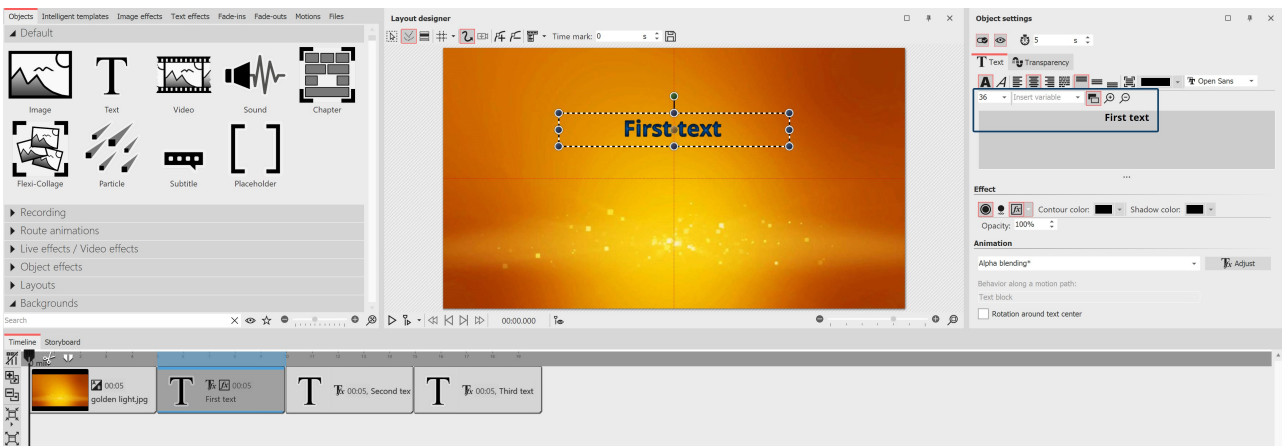 Objects Intelligent templates Image effects Text effects Fade-ins Fade-outs Motions Files
Default
Image Text Video Sound Chapter
Flexi-Collage Particle Subtitle Placeholder
Recording
Route animations
Live effects / Video effects
Object effects
Layouts
Backgrounds
Search
Layout designer
Time mark: 0 s
First text
00:00.000
Object settings
5 s
Text Transparency
Open Sans
36 Insert variable
First text
...
Effect
fx Contour color: Shadow color:
Opacity: 100%
Animation
Alpha blending* Adjust
Behavior along a motion path:
Text block
Rotation around text center
Timeline Storyboard
0 min
00:05
golden light.jpg
00:05
First text
00:05, Second tex
00:05, Third text